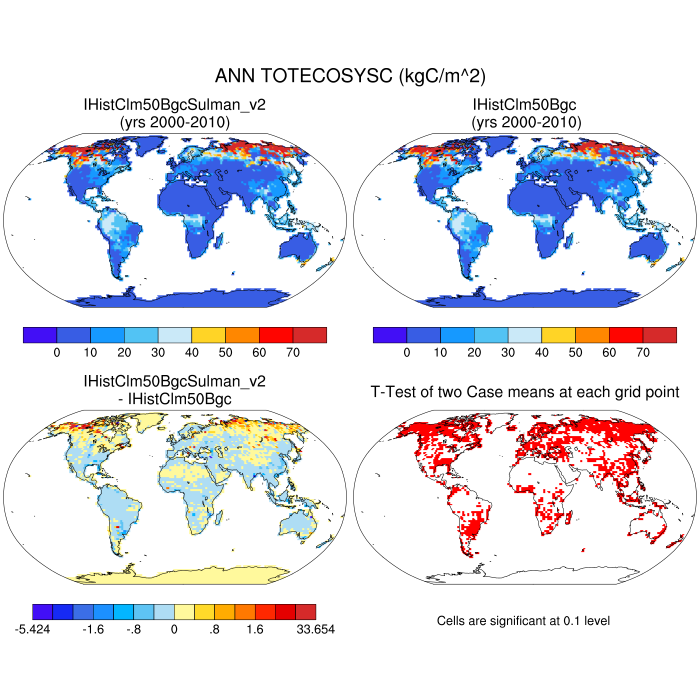 ANN TOTECOSYSC (kgC/m^2)
IHistClm50BgcSulman_v2
(yrs 2000-2010)
IHistClm50Bgc
(yrs 2000-2010)
0 10 20 30 40 50 60 70
0 10 20 30 40 50 60 70
IHistClm50BgcSulman_v2
- IHistClm50Bgc
T-Test of two Case means at each grid point
-5.424 -1.6 -.8 0 .8 1.6 33.654
Cells are significant at 0.1 level